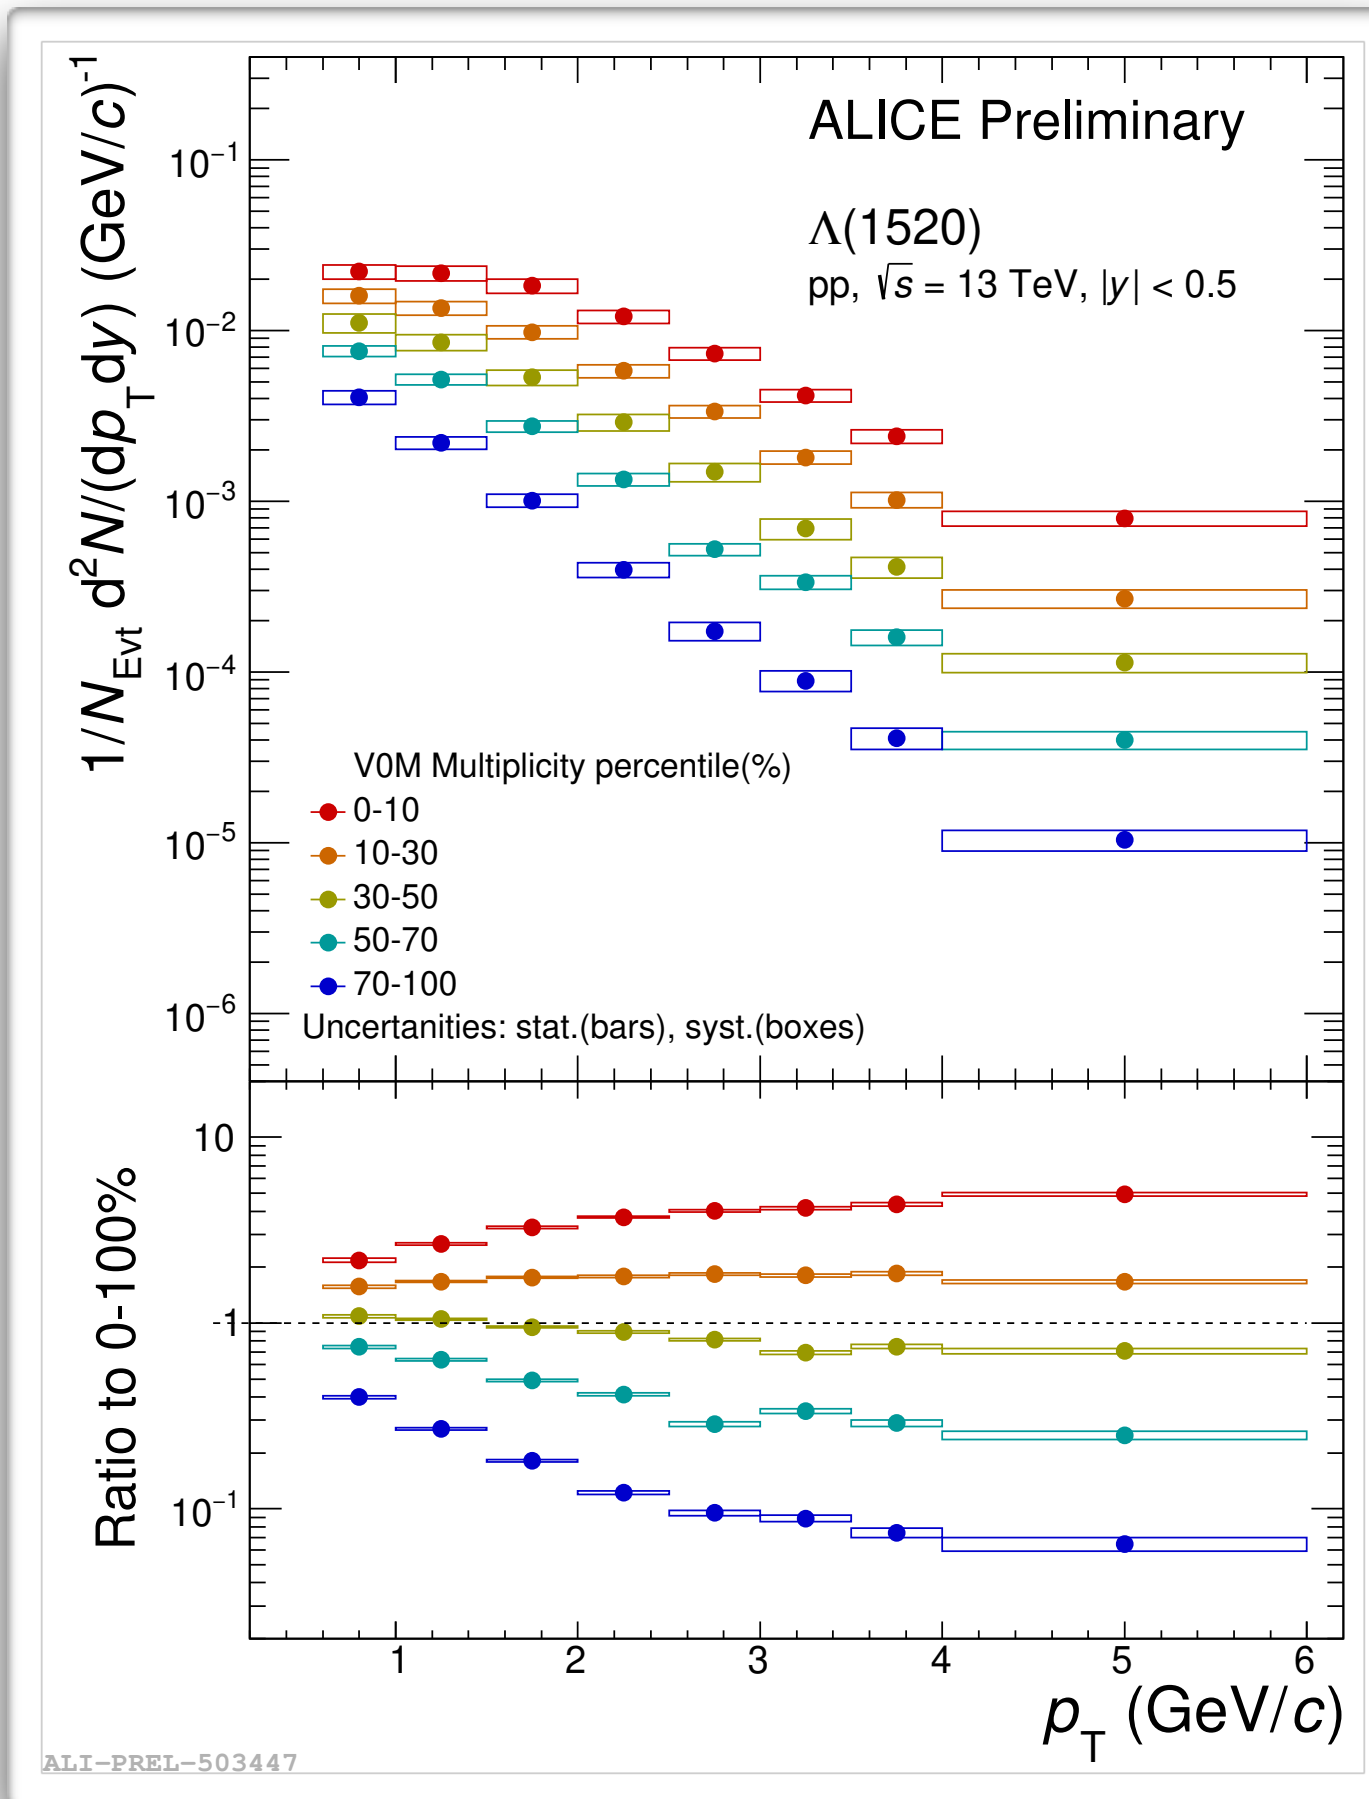 1/N_Evt d²N/(dp_T dy) (GeV/c)⁻¹
ALICE Preliminary
Λ(1520)
pp, √s = 13 TeV, |y| < 0.5
10⁻¹
10⁻²
10⁻³
10⁻⁴
10⁻⁵
10⁻⁶
V0M Multiplicity percentile(%)
0-10
10-30
30-50
50-70
70-100
Uncertanities: stat.(bars), syst.(boxes)
Ratio to 0-100%
10
1
10⁻¹
1 2 3 4 5 6
p_T (GeV/c)
ALI-PREL-503447